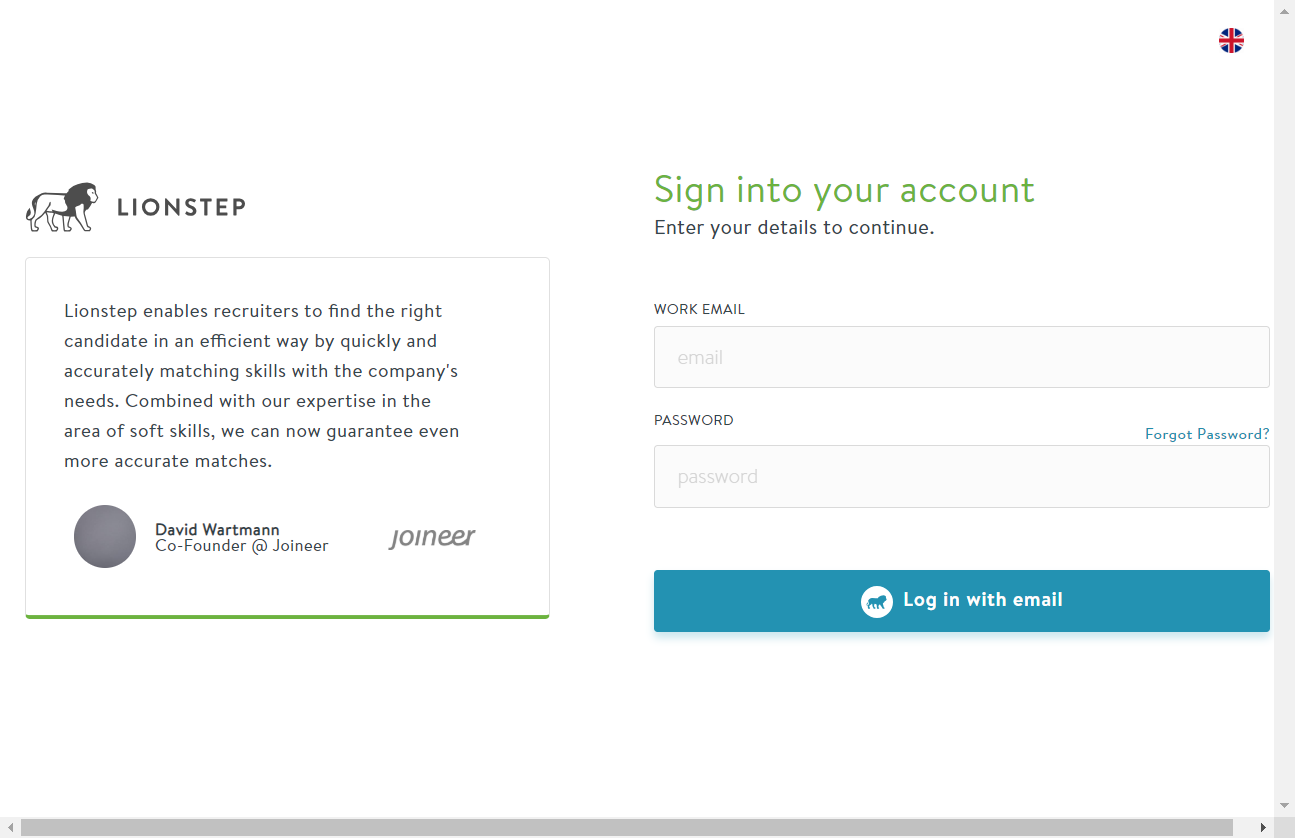 LIONSTEP
Lionstep enables recruiters to find the right
candidate in an efficient way by quickly and
accurately matching skills with the company's
needs. Combined with our expertise in the
area of soft skills, we can now guarantee even
more accurate matches.
David Wartmann
Co-Founder @ Joineer
joineer
Sign into your account
Enter your details to continue.
WORK EMAIL
email
PASSWORD
Forgot Password?
password
Log in with email